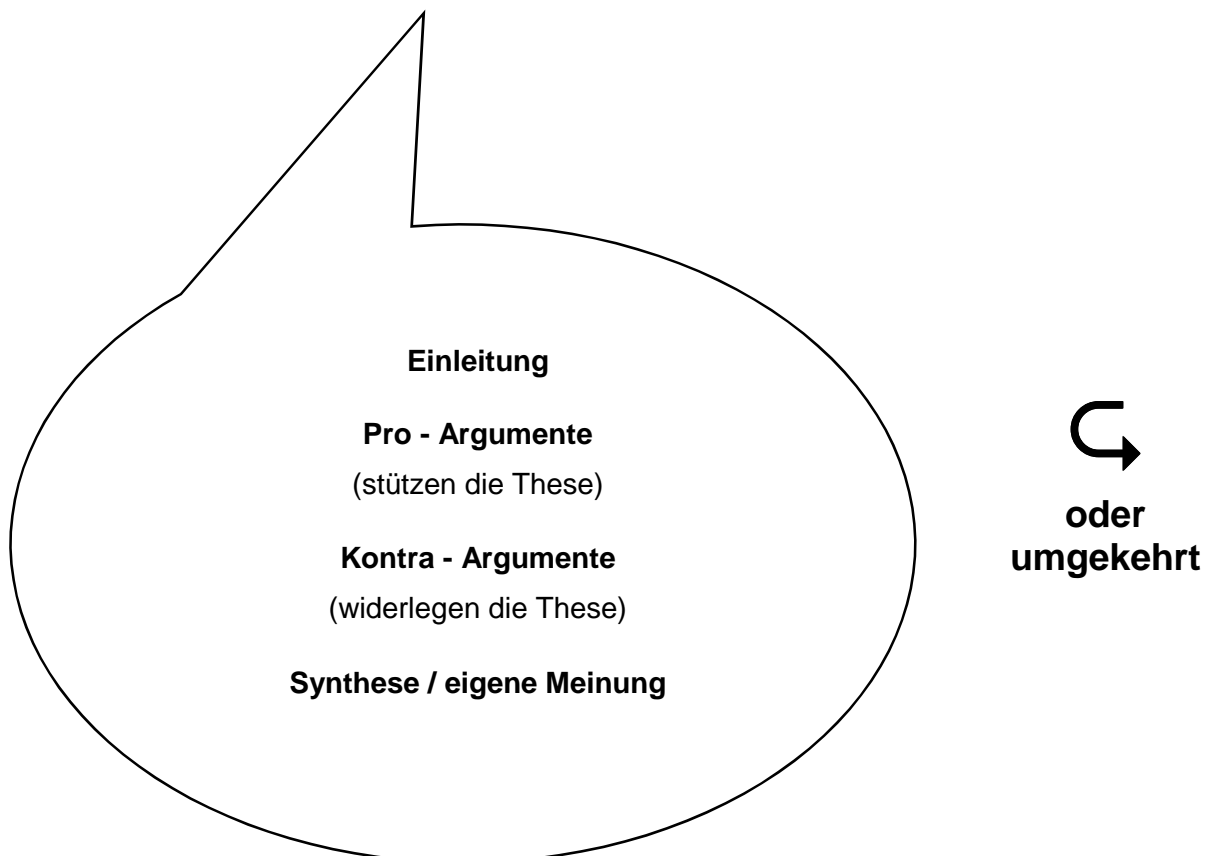 Einleitung
Pro - Argumente
(stützen die These)
Kontra - Argumente
(widerlegen die These)
Synthese / eigene Meinung
oder
umgekehrt